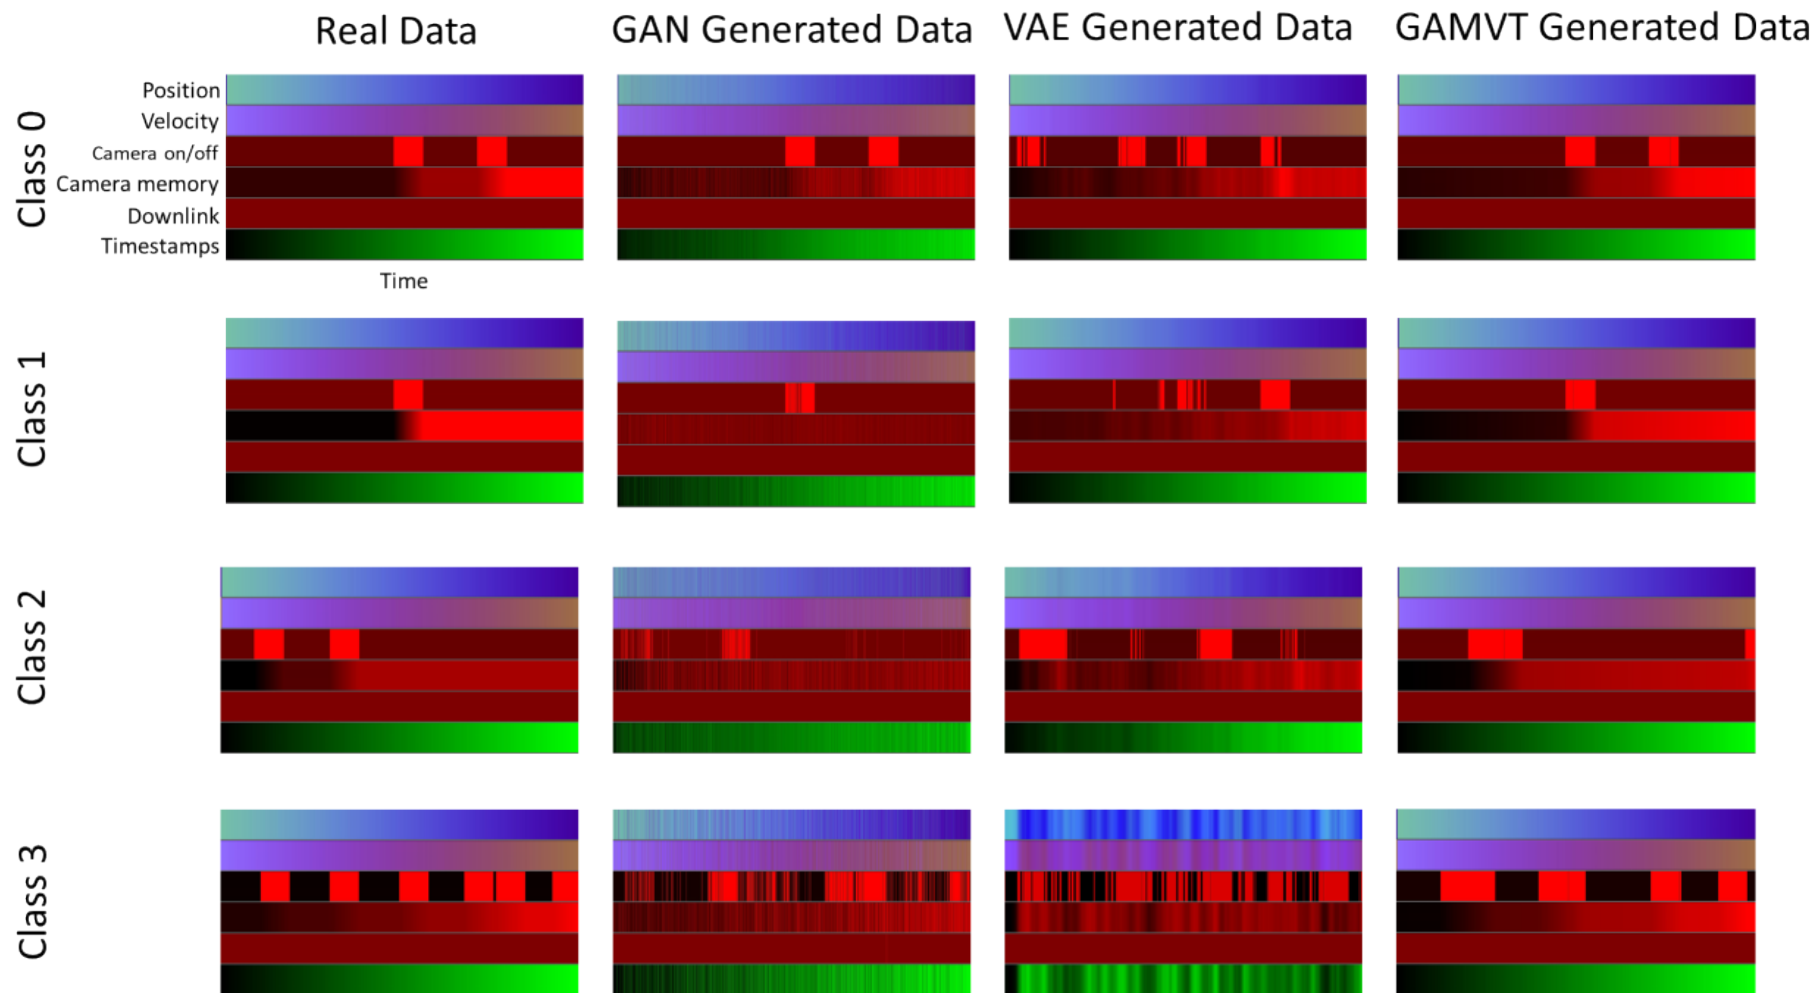 Real Data
GAN Generated Data
VAE Generated Data
GAMVT Generated Data
Class 0
Position
Velocity
Camera on/off
Camera memory
Downlink
Timestamps
Time
Class 1
Class 2
Class 3